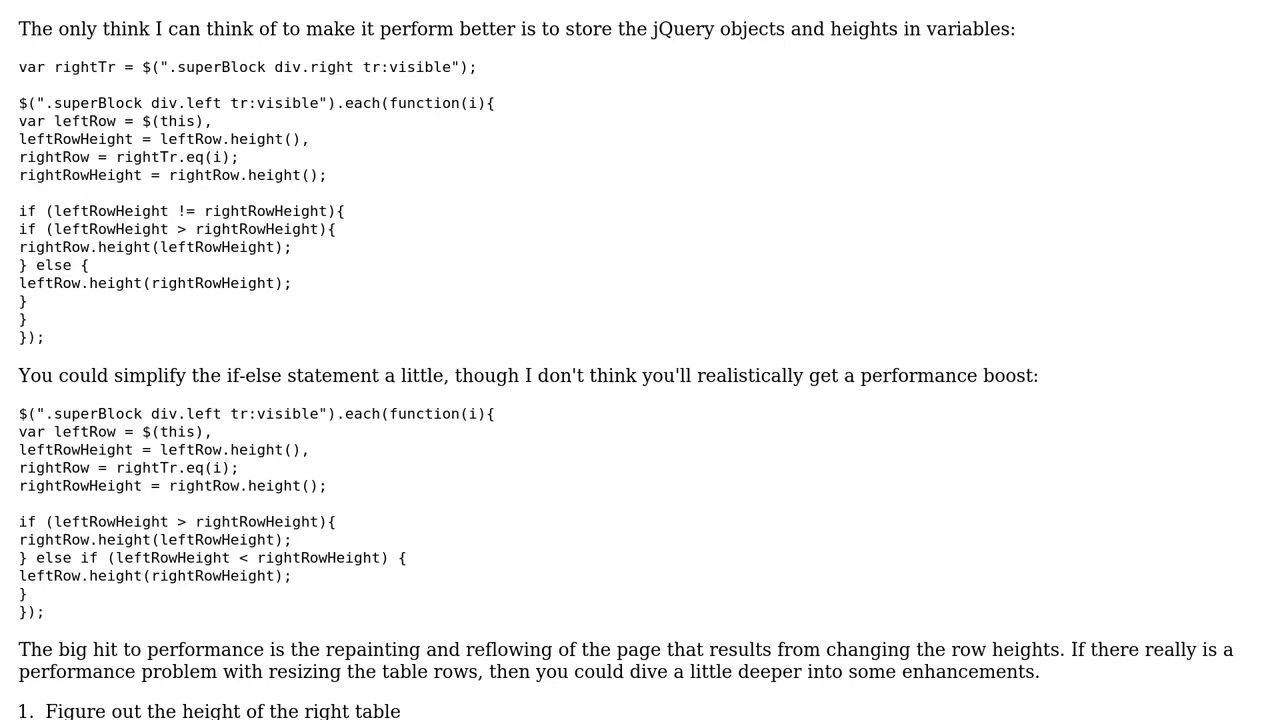 The only think I can think of to make it perform better is to store the jQuery objects and heights in variables:
var rightTr = $(".superBlock div.right tr:visible");
$(".superBlock div.left tr:visible").each(function(i){
var leftRow = $(this),
leftRowHeight = leftRow.height(),
rightRow = rightTr.eq(i);
rightRowHeight = rightRow.height();
if (leftRowHeight != rightRowHeight){
if (leftRowHeight > rightRowHeight){
rightRow.height(leftRowHeight);
} else {
leftRow.height(rightRowHeight);
}
}
});
You could simplify the if-else statement a little, though I don't think you'll realistically get a performance boost:
$(".superBlock div.left tr:visible").each(function(i){
var leftRow = $(this),
leftRowHeight = leftRow.height(),
rightRow = rightTr.eq(i);
rightRowHeight = rightRow.height();
if (leftRowHeight > rightRowHeight){
rightRow.height(leftRowHeight);
} else if (leftRowHeight < rightRowHeight) {
leftRow.height(rightRowHeight);
}
});
The big hit to performance is the repainting and reflowing of the page that results from changing the row heights. If there really is a
performance problem with resizing the table rows, then you could dive a little deeper into some enhancements.
1. Figure out the height of the right table